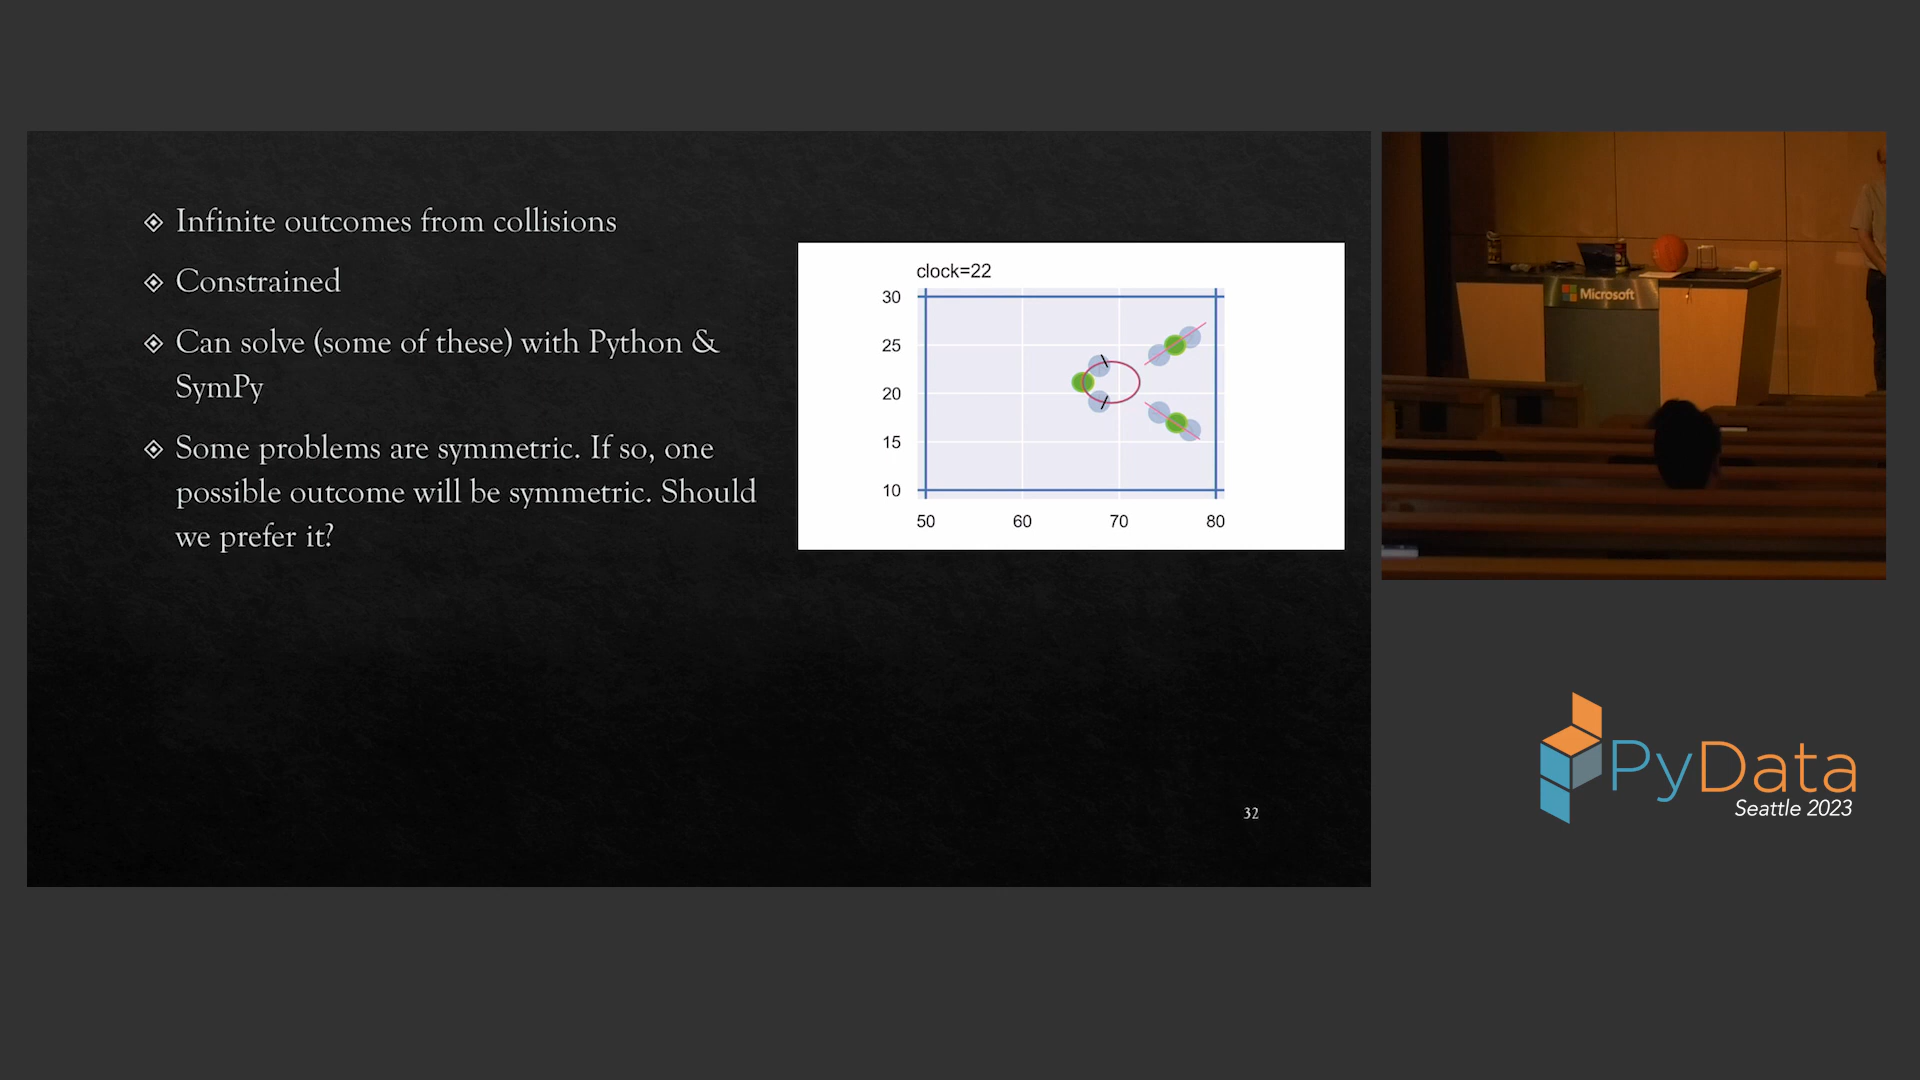 Infinite outcomes from collisions
Constrained
Can solve (some of these) with Python &
SymPy
Some problems are symmetric. If so, one
possible outcome will be symmetric. Should
we prefer it?
clock=22
30
25
20
15
10
50 60 70 80
32
Microsoft
PyData
Seattle 2023